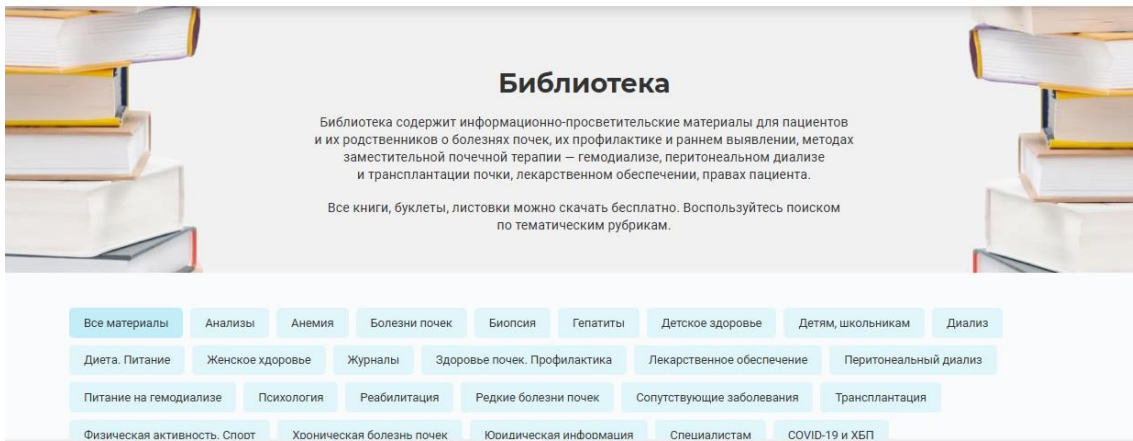 Библиотека
Библиотека содержит информационно-просветительские материалы для пациентов
и их родственников о болезнях почек, их профилактике и раннем выявлении, методах
заместительной почечной терапии — гемодиализе, перитонеальном диализе
и трансплантации почки, лекарственном обеспечении, правах пациента.
Все книги, буклеты, листовки можно скачать бесплатно. Воспользуйтесь поиском
по тематическим рубрикам.
Все материалы Анализы Анемия Болезни почек Биопсия Гепатиты Детское здоровье Детям, школьникам Диализ
Диета. Питание Женское здоровье Журналы Здоровье почек. Профилактика Лекарственное обеспечение Перитонеальный диализ
Питание на гемодиализе Психология Реабилитация Редкие болезни почек Сопутствующие заболевания Трансплантация
Физическая активность. Спорт Хроническая болезнь почек Юридическая информация Специалистам COVID-19 и ХБП